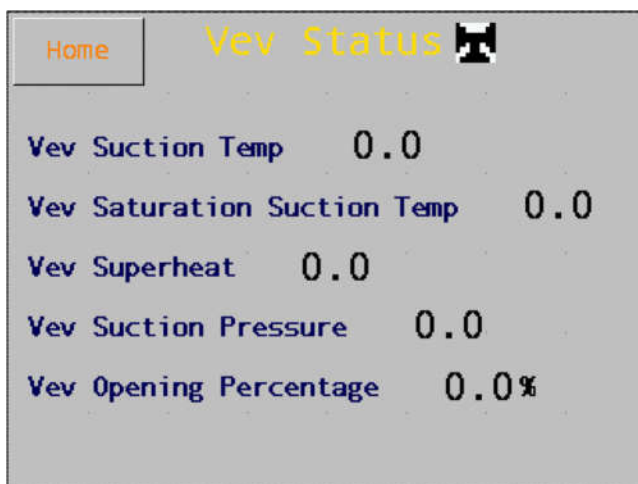 Home
Vev Status
Vev Suction Temp 0.0
Vev Saturation Suction Temp 0.0
Vev Superheat 0.0
Vev Suction Pressure 0.0
Vev Opening Percentage 0.0%